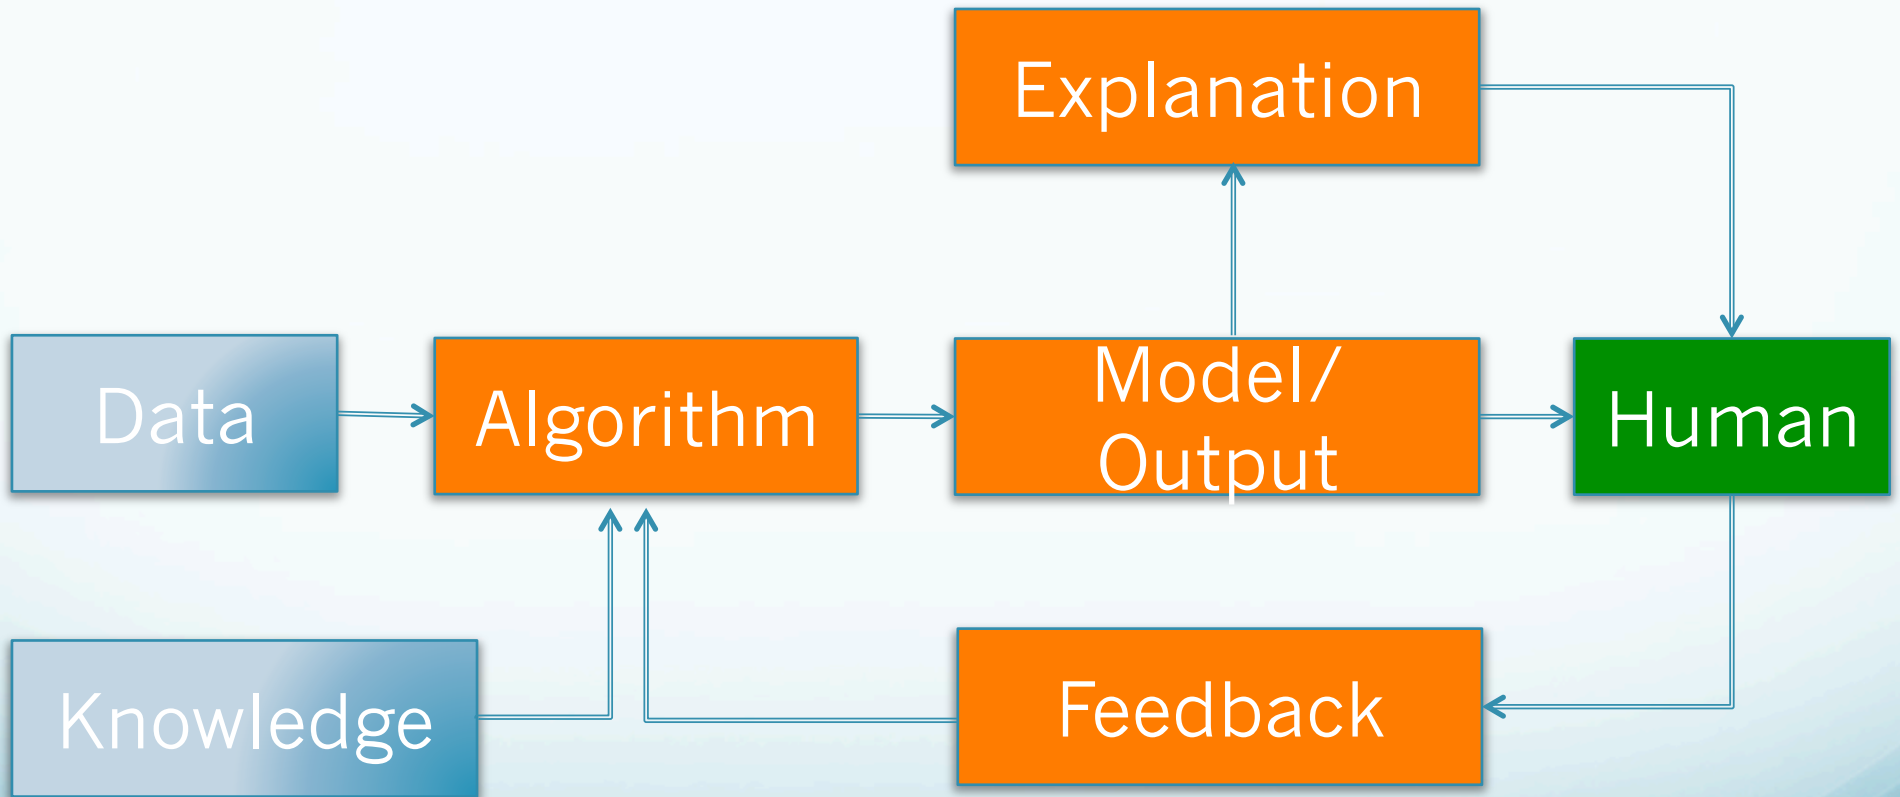 Explanation
Data
Algorithm
Model/
Output
Human
Knowledge
Feedback